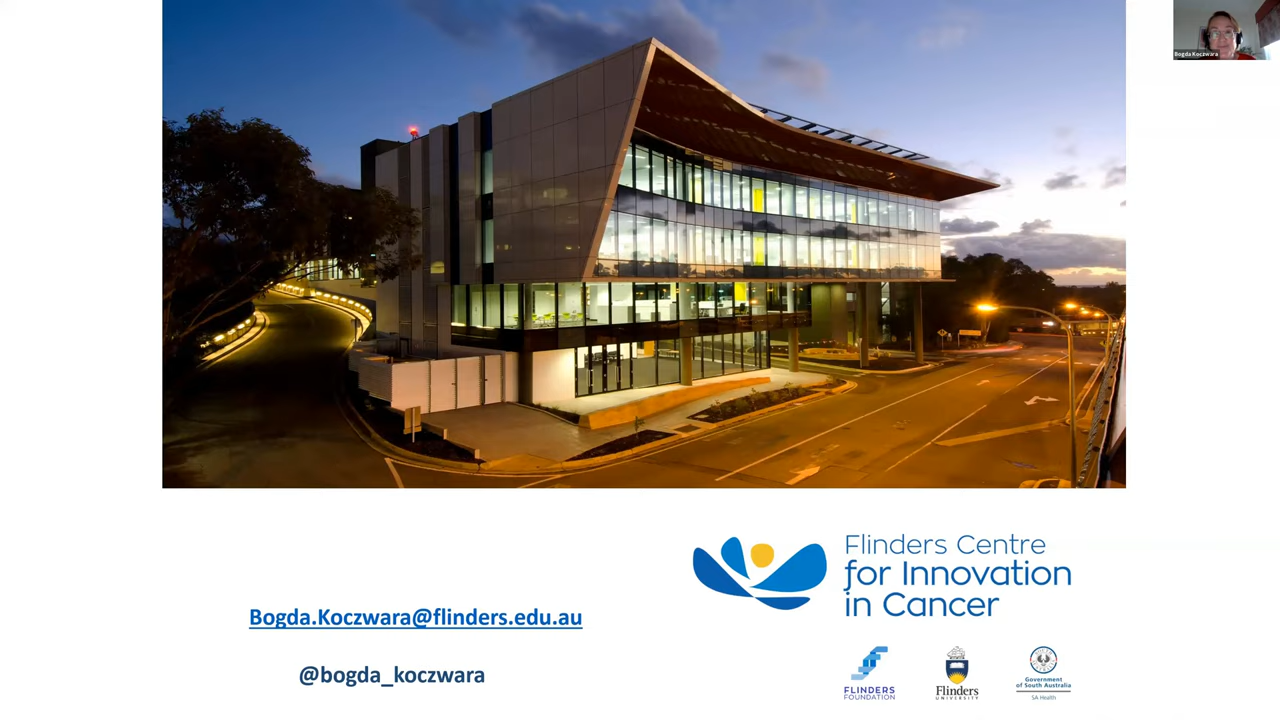 Bogda Koczwara
Bogda.Koczwara@flinders.edu.au
@bogda_koczwara
Flinders Centre
for Innovation
in Cancer
FLINDERS
FOUNDATION
Flinders
UNIVERSITY
Government
of South Australia
SA Health